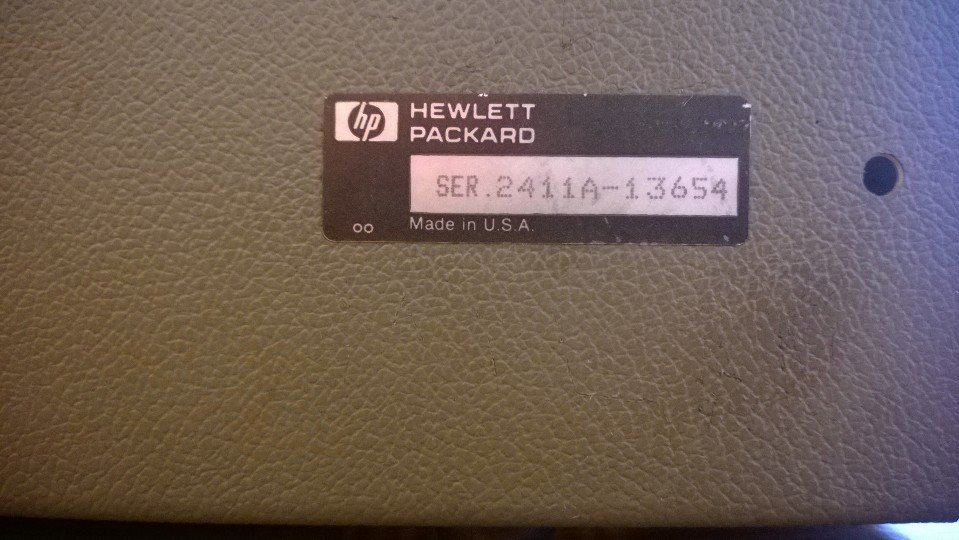 hp HEWLETT
PACKARD
SER.2411A-13654
Made in U.S.A.